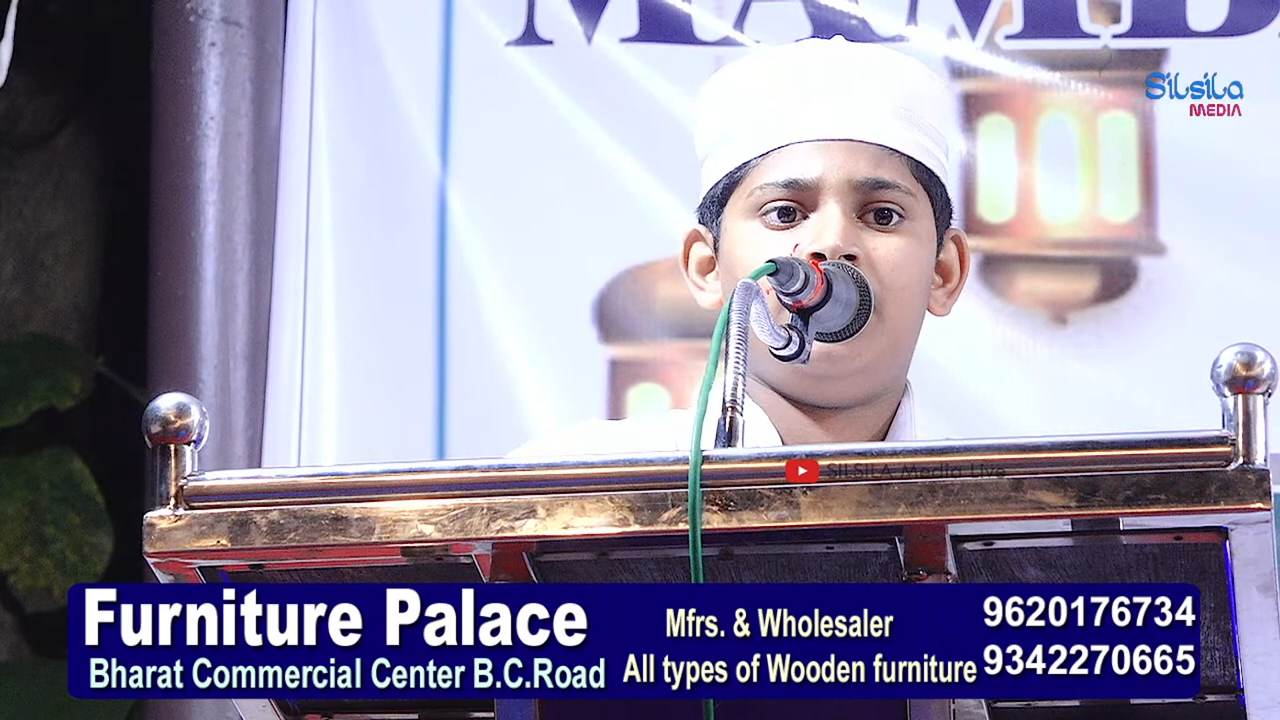 SilsiLa
MEDIA
SILSILA Media Live
Furniture Palace
Bharat Commercial Center B.C.Road
Mfrs. & Wholesaler
All types of Wooden furniture
9620176734
9342270665